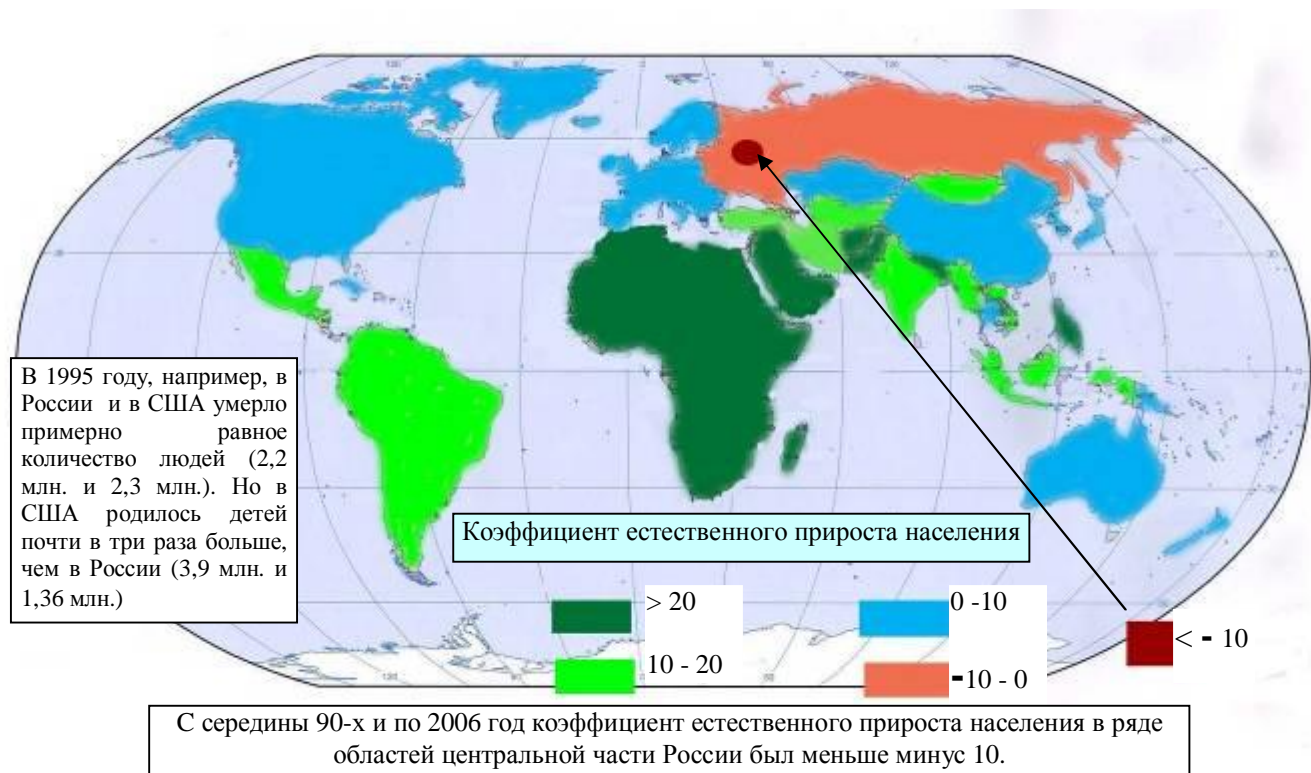 В 1995 году, например, в
России и в США умерло
примерно равное
количество людей (2,2
млн. и 2,3 млн.). Но в
США родилось детей
почти в три раза больше,
чем в России (3,9 млн. и
1,36 млн.)
Коэффициент естественного прироста населения
> 20
0 -10
< - 10
10 - 20
-10 - 0
С середины 90-х и по 2006 год коэффициент естественного прироста населения в ряде
областей центральной части России был меньше минус 10.